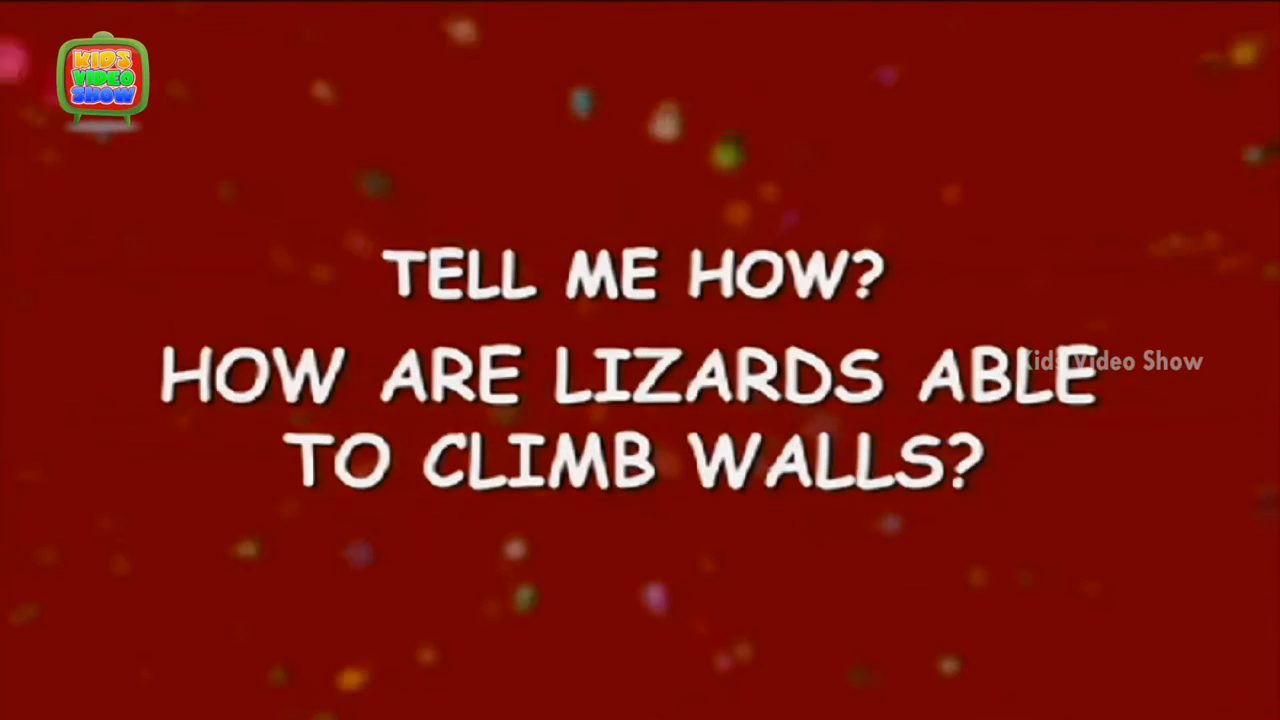 KIDS
VIDEO
SHOW
TELL ME HOW?
HOW ARE LIZARDS ABLE
Kids Video Show
TO CLIMB WALLS?